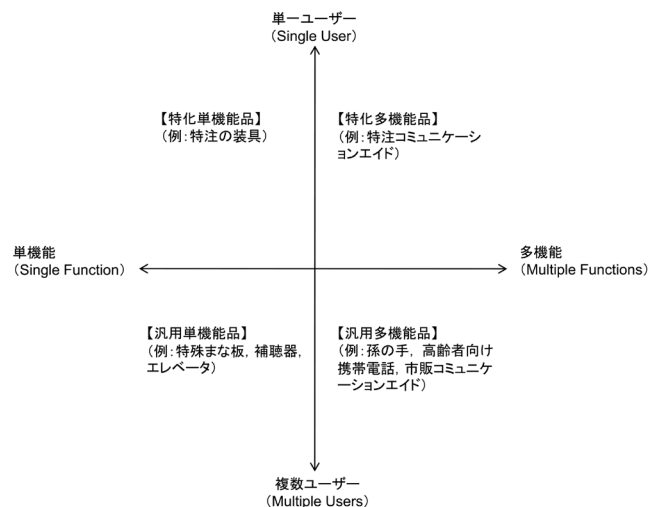 単一ユーザー
(Single User)
【特化単機能品】
(例：特注の装具)
【特化多機能品】
(例：特注コミュニケーシ
ョンエイド)
単機能
(Single Function)
多機能
(Multiple Functions)
【汎用単機能品】
(例：特殊まな板, 補聴器,
エレベータ)
【汎用多機能品】
(例：孫の手, 高齢者向け
携帯電話, 市販コミュニケ
ーションエイド)
複数ユーザー
(Multiple Users)